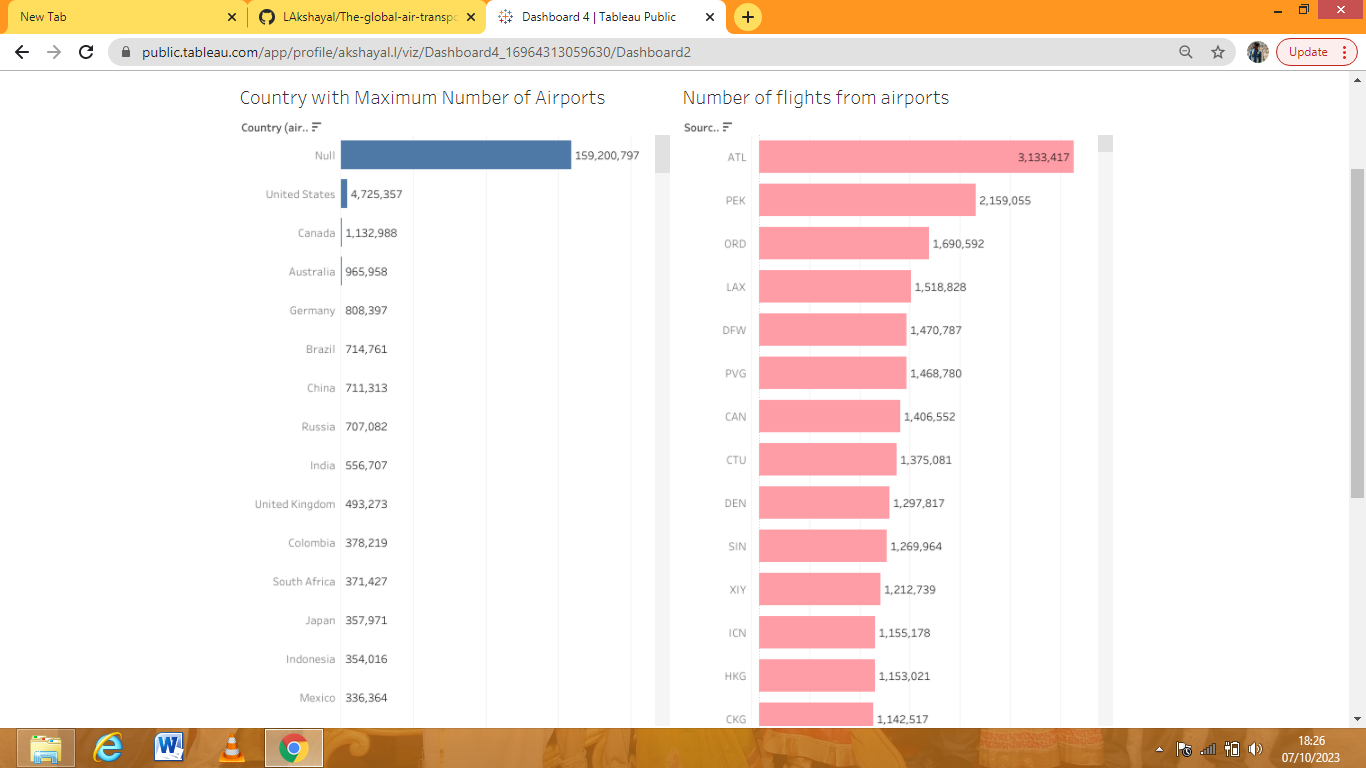 New Tab
LAkshayal/The-global-air-transpo
Dashboard 4 | Tableau Public
public.tableau.com/app/profile/akshayal.l/viz/Dashboard4_16964313059630/Dashboard2
Update
Country with Maximum Number of Airports
Country (air..
Null 159,200,797
United States 4,725,357
Canada 1,132,988
Australia 965,958
Germany 808,397
Brazil 714,761
China 711,313
Russia 707,082
India 556,707
United Kingdom 493,273
Colombia 378,219
South Africa 371,427
Japan 357,971
Indonesia 354,016
Mexico 336,364
Number of flights from airports
Sourc..
ATL 3,133,417
PEK 2,159,055
ORD 1,690,592
LAX 1,518,828
DFW 1,470,787
PVG 1,468,780
CAN 1,406,552
CTU 1,375,081
DEN 1,297,817
SIN 1,269,964
XIY 1,212,739
ICN 1,155,178
HKG 1,153,021
CKG 1,142,517
18:26
07/10/2023